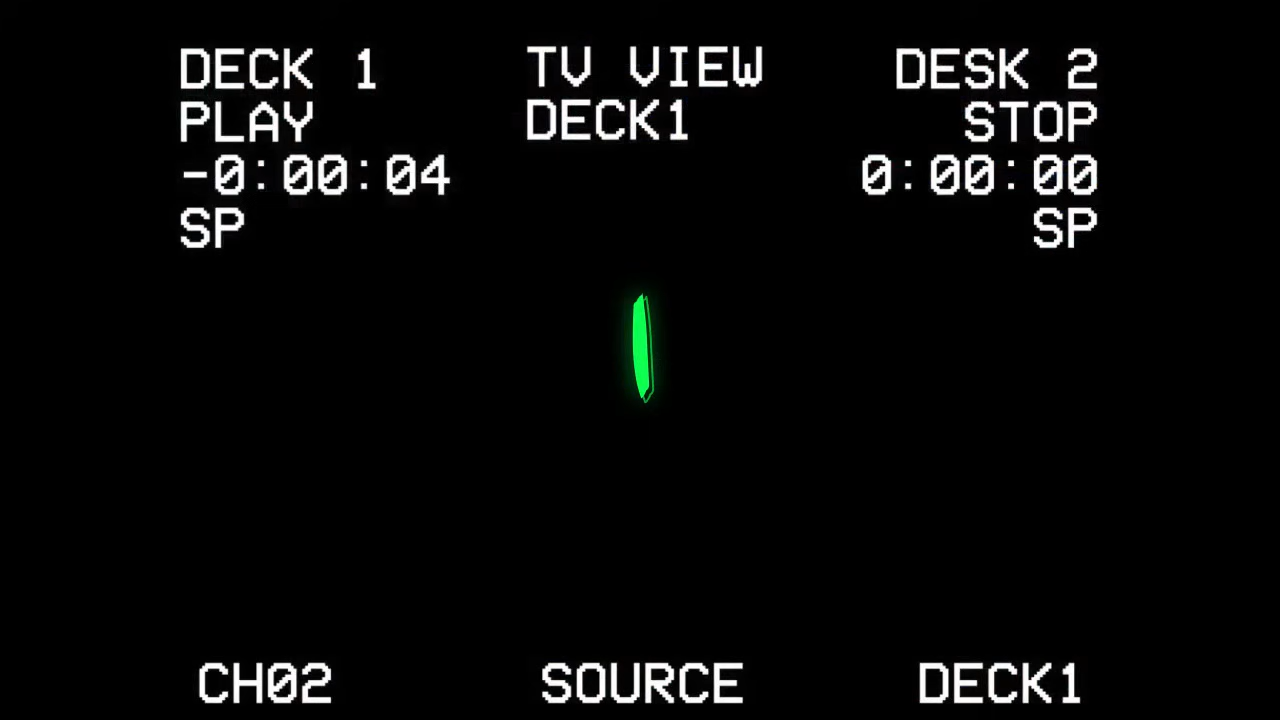 DECK 1
PLAY
-0:00:04
SP
TV VIEW
DECK1
DESK 2
STOP
0:00:00
SP
CH02
SOURCE
DECK1